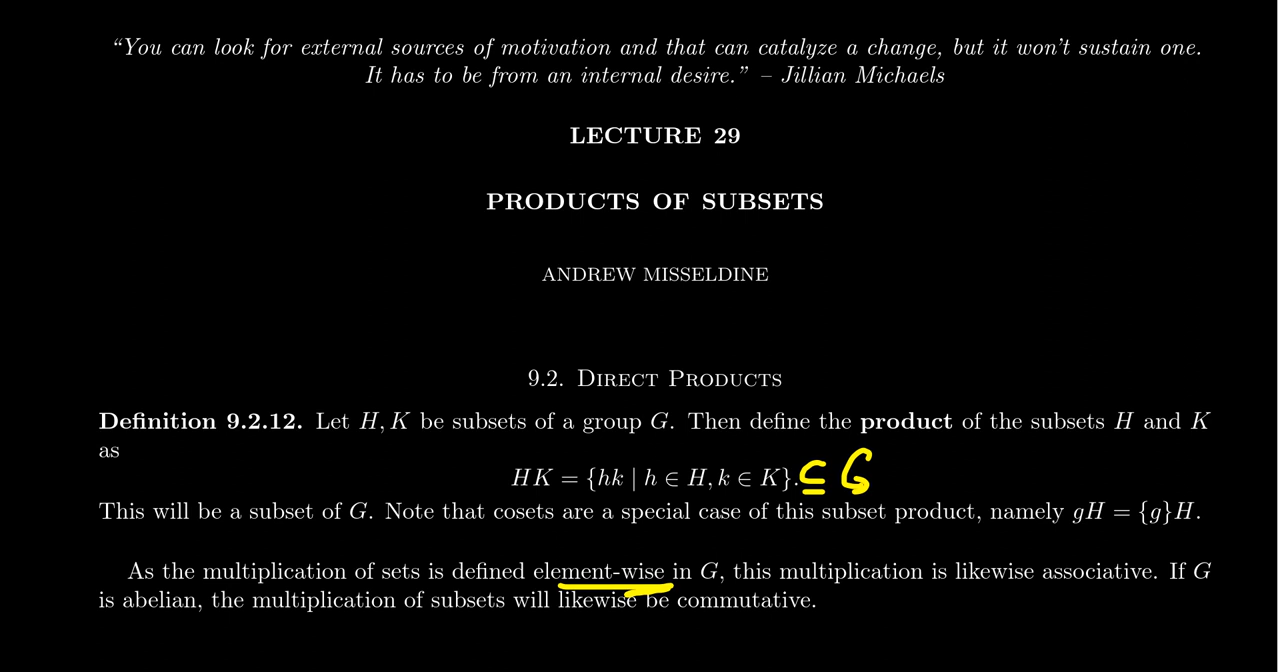 “You can look for external sources of motivation and that can catalyze a change, but it won’t sustain one.
It has to be from an internal desire.” – Jillian Michaels
LECTURE 29
PRODUCTS OF SUBSETS
ANDREW MISSELDINE
9.2. Direct Products
Definition 9.2.12. Let H, K be subsets of a group G. Then define the product of the subsets H and K
as
HK = {hk | h ∈ H, k ∈ K}. ⊆ G
This will be a subset of G. Note that cosets are a special case of this subset product, namely gH = {g}H.
As the multiplication of sets is defined element-wise in G, this multiplication is likewise associative. If G
is abelian, the multiplication of subsets will likewise be commutative.